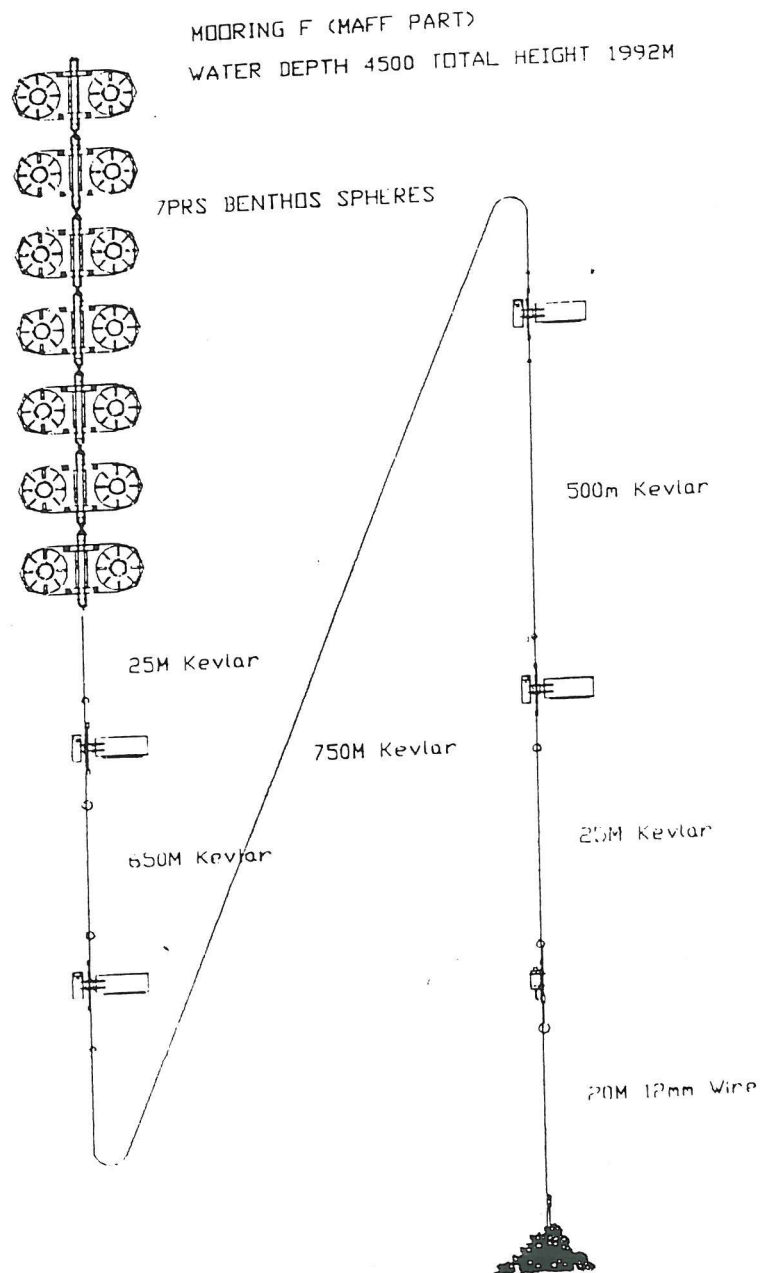 MOORING F (MAFF PART)
WATER DEPTH 4500 TOTAL HEIGHT 1992M
7PRS BENTHOS SPHERES
500m Kevlar
25M Kevlar
750M Kevlar
25M Kevlar
650M Kevlar
20M 12mm Wire